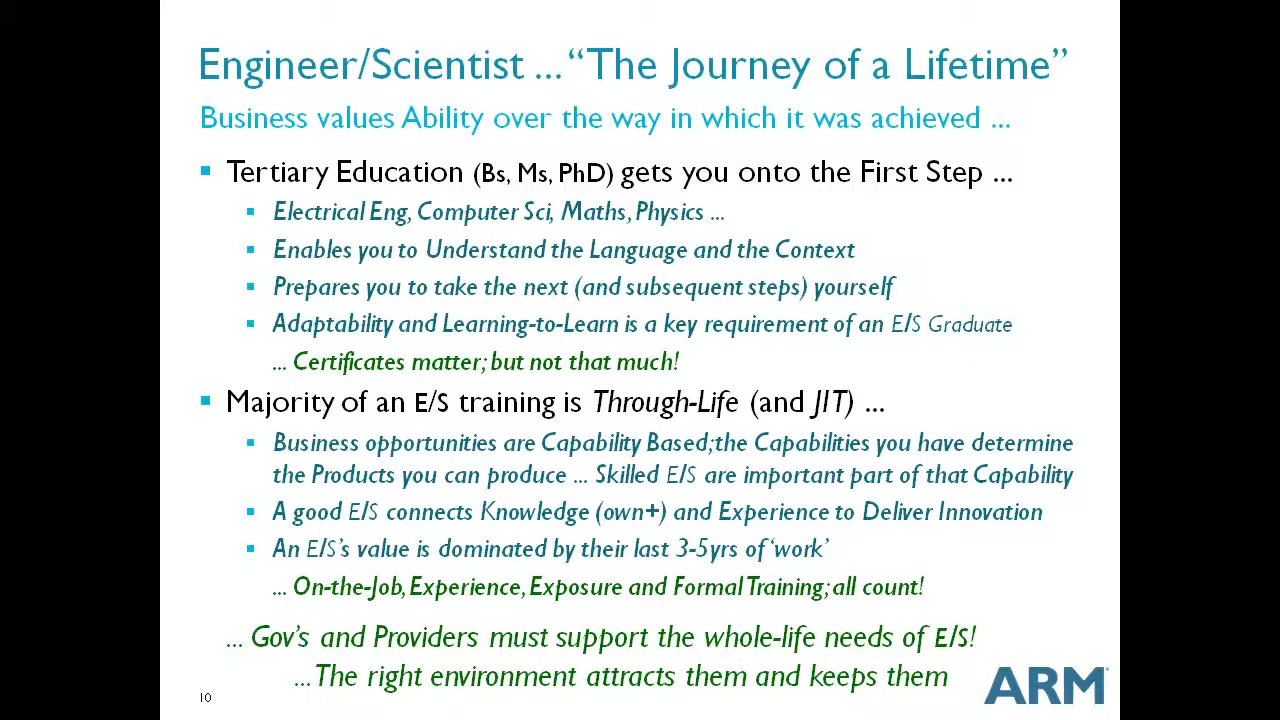 Engineer/Scientist ... “The Journey of a Lifetime”
Business values Ability over the way in which it was achieved ...
▪ Tertiary Education (Bs, Ms, PhD) gets you onto the First Step ...
▪ Electrical Eng, Computer Sci, Maths, Physics ...
▪ Enables you to Understand the Language and the Context
▪ Prepares you to take the next (and subsequent steps) yourself
▪ Adaptability and Learning-to-Learn is a key requirement of an E/S Graduate
... Certificates matter; but not that much!
▪ Majority of an E/S training is Through-Life (and JIT) ...
▪ Business opportunities are Capability Based; the Capabilities you have determine
the Products you can produce ... Skilled E/S are important part of that Capability
▪ A good E/S connects Knowledge (own+) and Experience to Deliver Innovation
▪ An E/S’s value is dominated by their last 3-5yrs of ‘work’
... On-the-Job, Experience, Exposure and Formal Training; all count!
... Gov’s and Providers must support the whole-life needs of E/S!
... The right environment attracts them and keeps them
10
ARM®